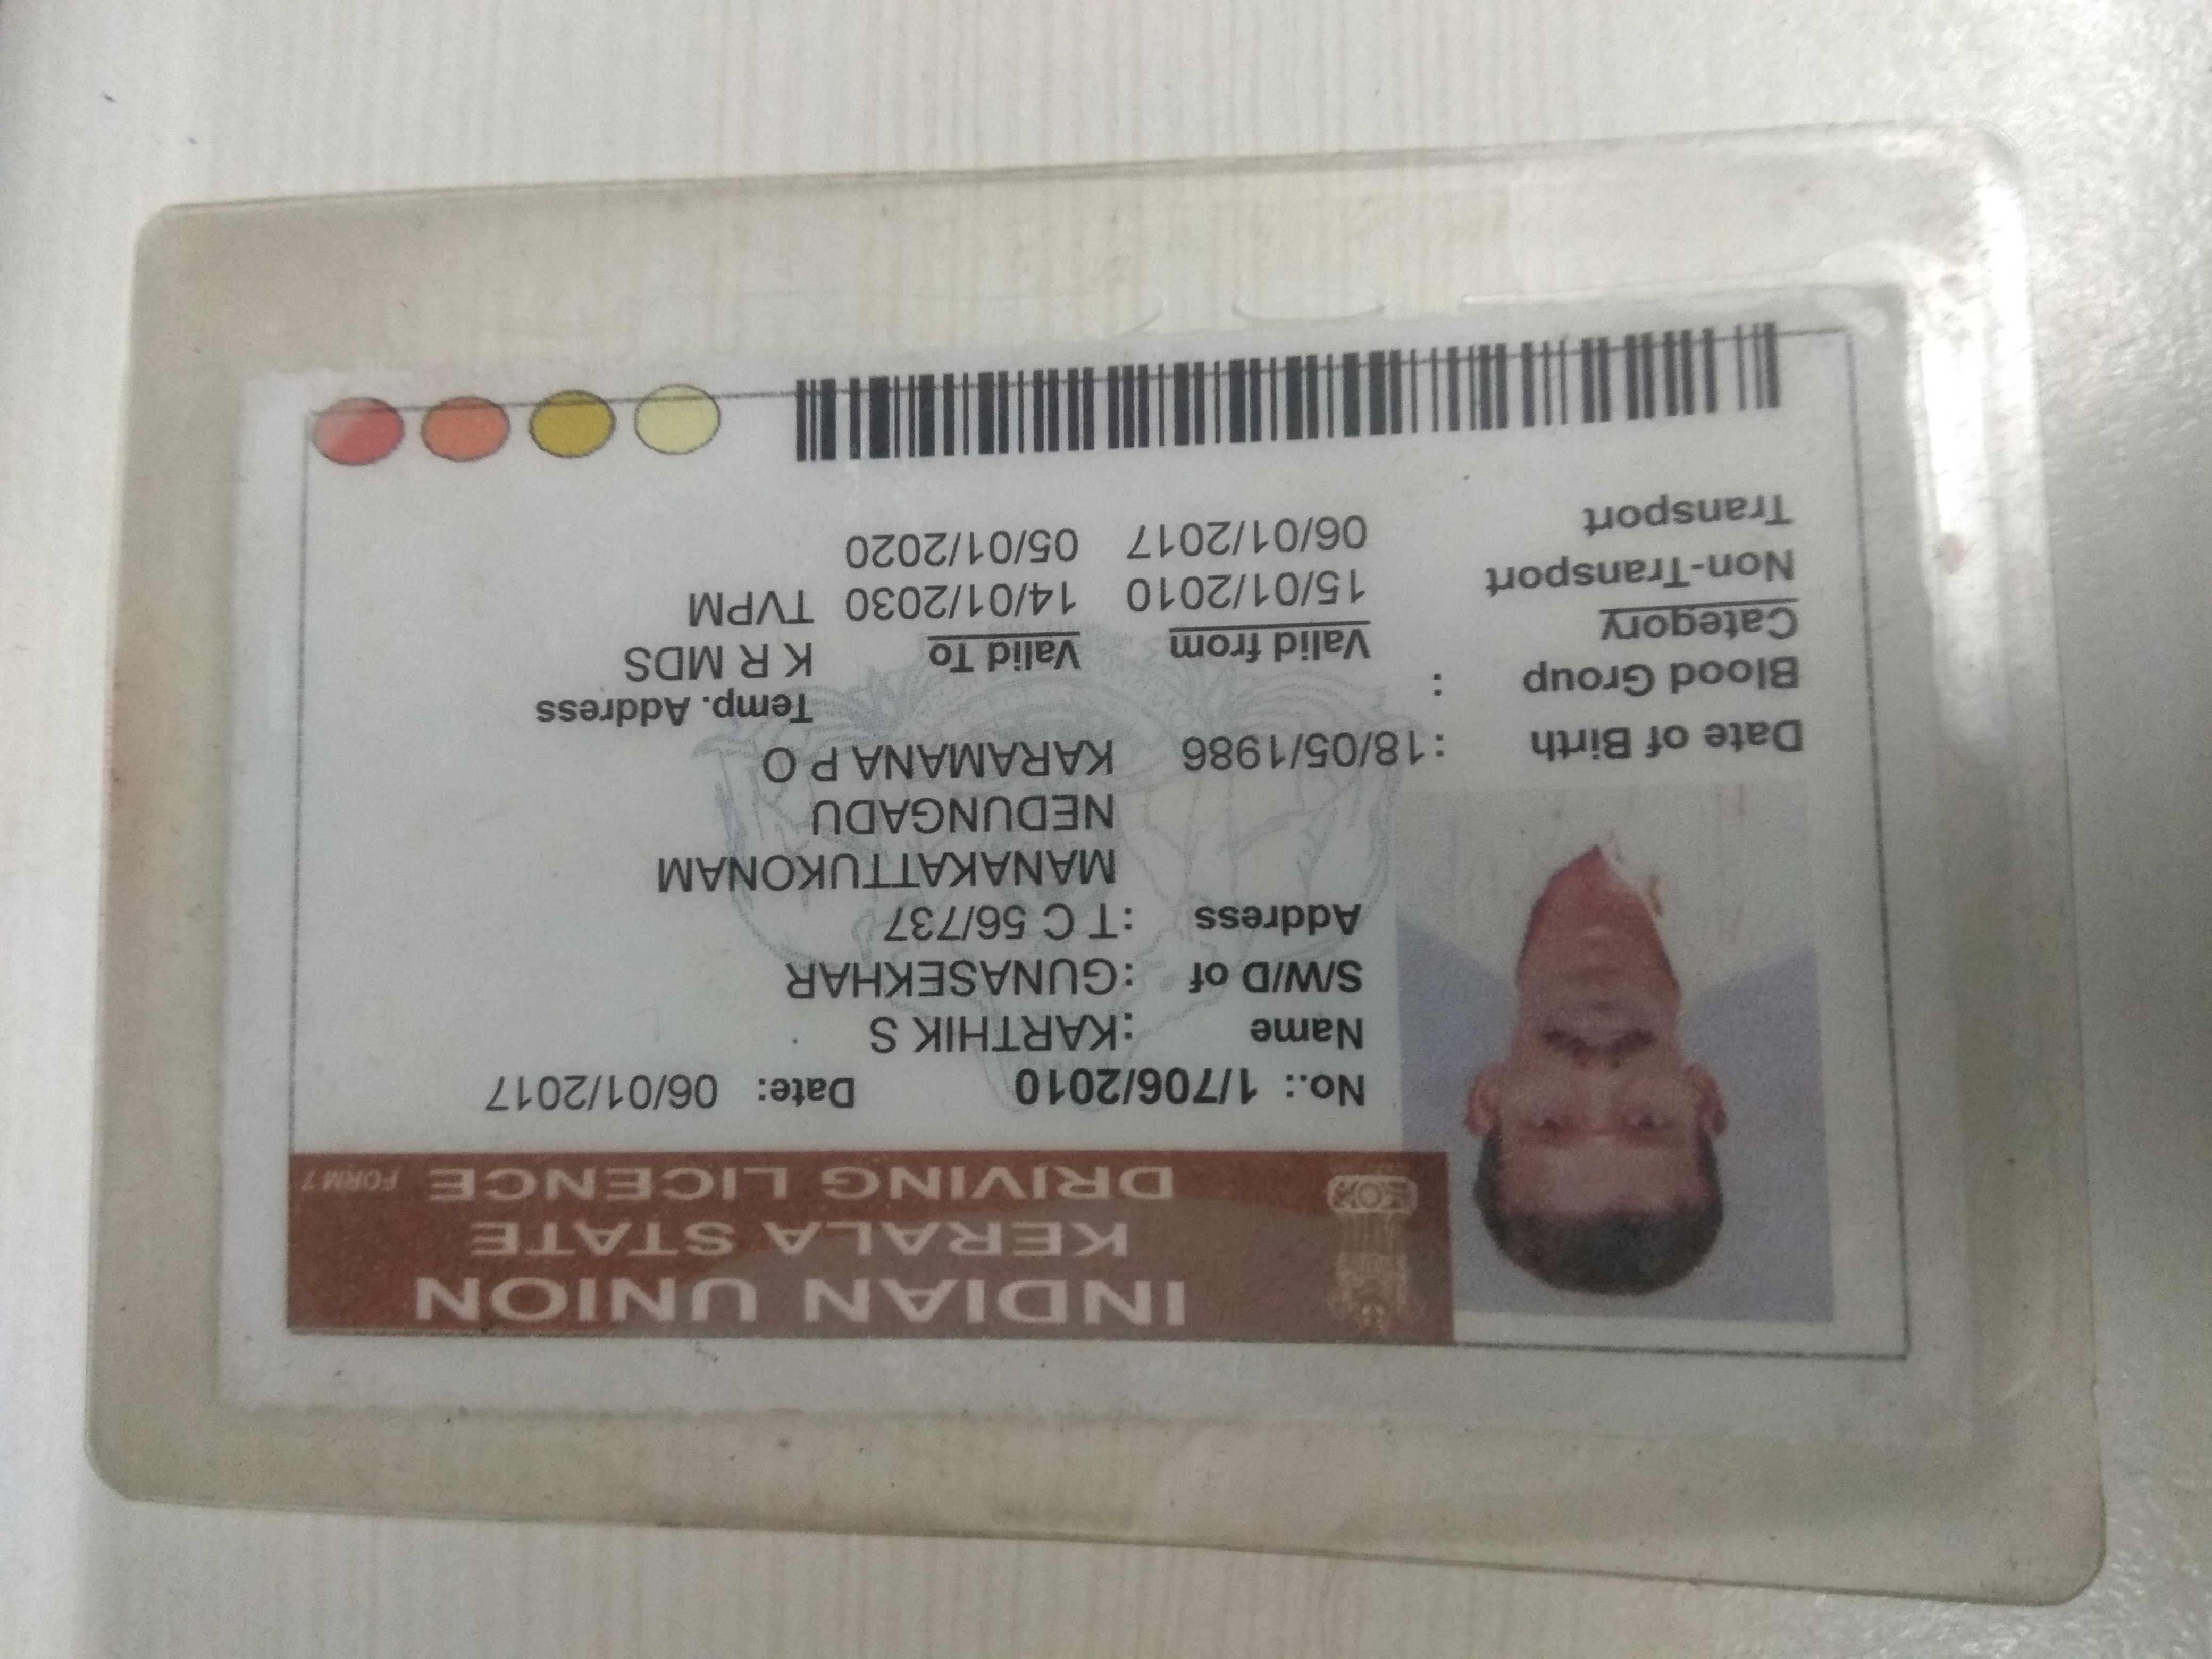 INDIAN UNION
KERALA STATE
DRIVING LICENCE FORM 7
No.: 1/706/2010 Date: 06/01/2017
Name :KARTHIK S
S/W/D of :GUNASEKHAR
Address :T C 56/737
MANAKATTUKONAM
NEDUNGADU
KARAMANA P O
Date of Birth :18/05/1986
Temp. Address
Blood Group :
K R MDS
Category Valid from Valid To
TVPM
Non-Transport 15/01/2010 14/01/2030
Transport 06/01/2017 05/01/2020